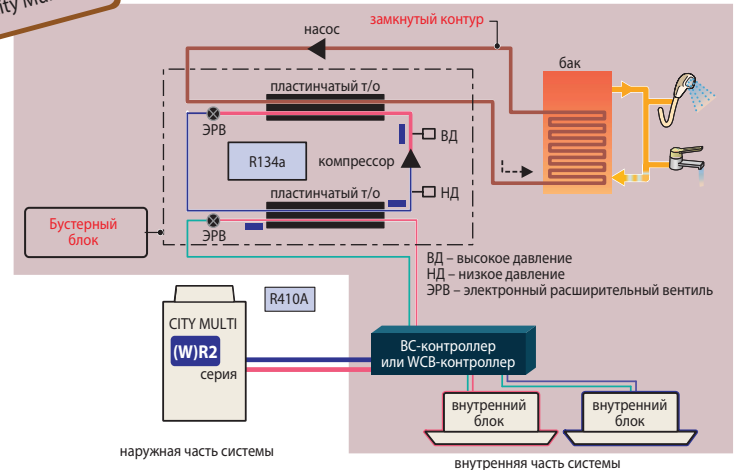 ity Mu
замкнутый контур
насос
бак
пластинчатый т/о
ЭРВ
ВД
R134a
компрессор
пластинчатый т/о
НД
ЭРВ
Бустерный
блок
ВД – высокое давление
НД – низкое давление
ЭРВ – электронный расширительный вентиль
R410A
CITY MULTI
(W)R2
серия
BC-контроллер
или WCB-контроллер
внутренний
блок
внутренний
блок
наружная часть системы
внутренняя часть системы